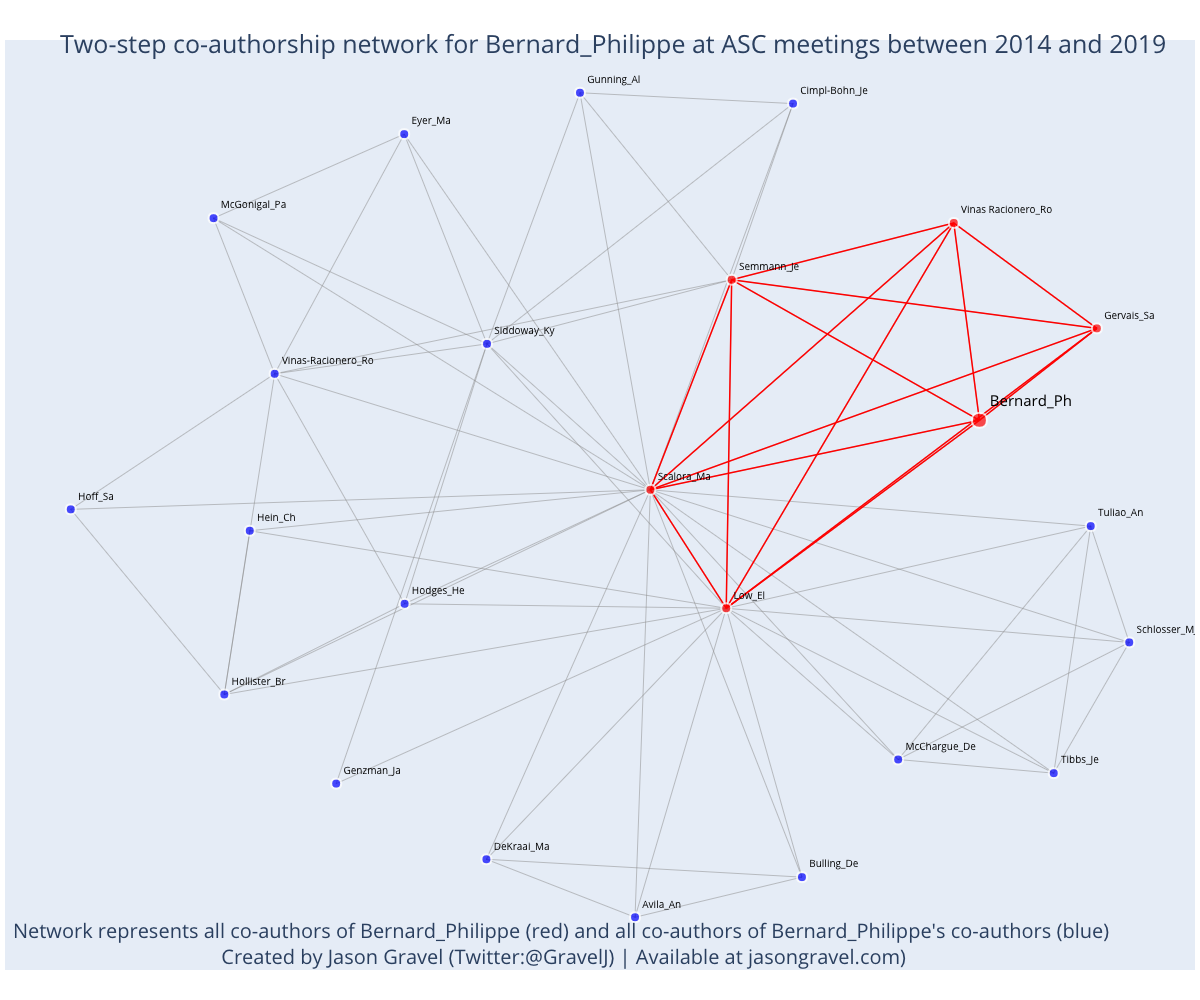 Two-step co-authorship network for Bernard_Philippe at ASC meetings between 2014 and 2019
Gunning_Al
Cimpl-Bohn_Je
Eyer_Ma
McGonigal_Pa
Vinas Racionero_Ro
Semmann_Je
Gervais_Sa
Siddoway_Ky
Vinas-Racionero_Ro
Bernard_Ph
Scalora_Ma
Hoff_Sa
Hein_Ch
Tuliao_An
Hodges_He
Low_El
Schlosser_M
Hollister_Br
McChargue_De
Tibbs_Je
Genzman_Ja
DeKraai_Ma
Bulling_De
Avila_An
Network represents all co-authors of Bernard_Philippe (red) and all co-authors of Bernard_Philippe's co-authors (blue)
Created by Jason Gravel (Twitter:@GravelJ) | Available at jasongravel.com)